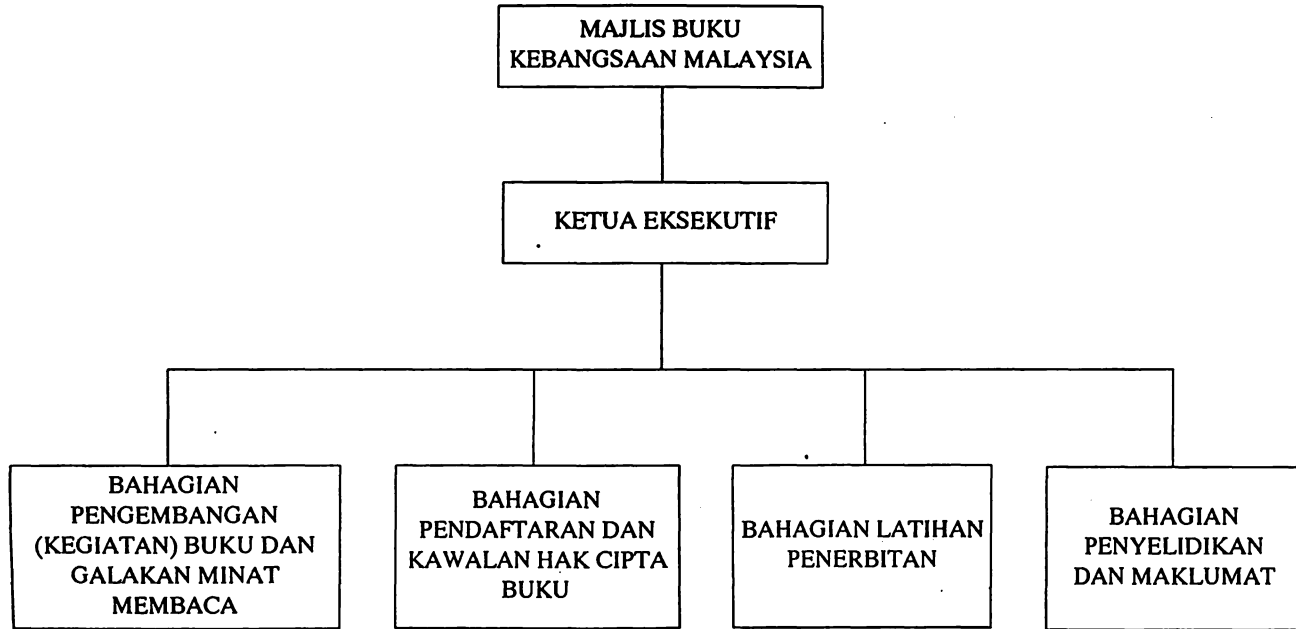 MAJLIS BUKU
KEBANGSAAN MALAYSIA
KETUA EKSEKUTIF
BAHAGIAN
PENGEMBANGAN
(KEGIATAN) BUKU DAN
GALAKAN MINAT
MEMBACA
BAHAGIAN
PENDAFTARAN DAN
KAWALAN HAK CIPTA
BUKU
BAHAGIAN LATIHAN
PENERBITAN
BAHAGIAN
PENYELIDIKAN
DAN MAKLUMAT